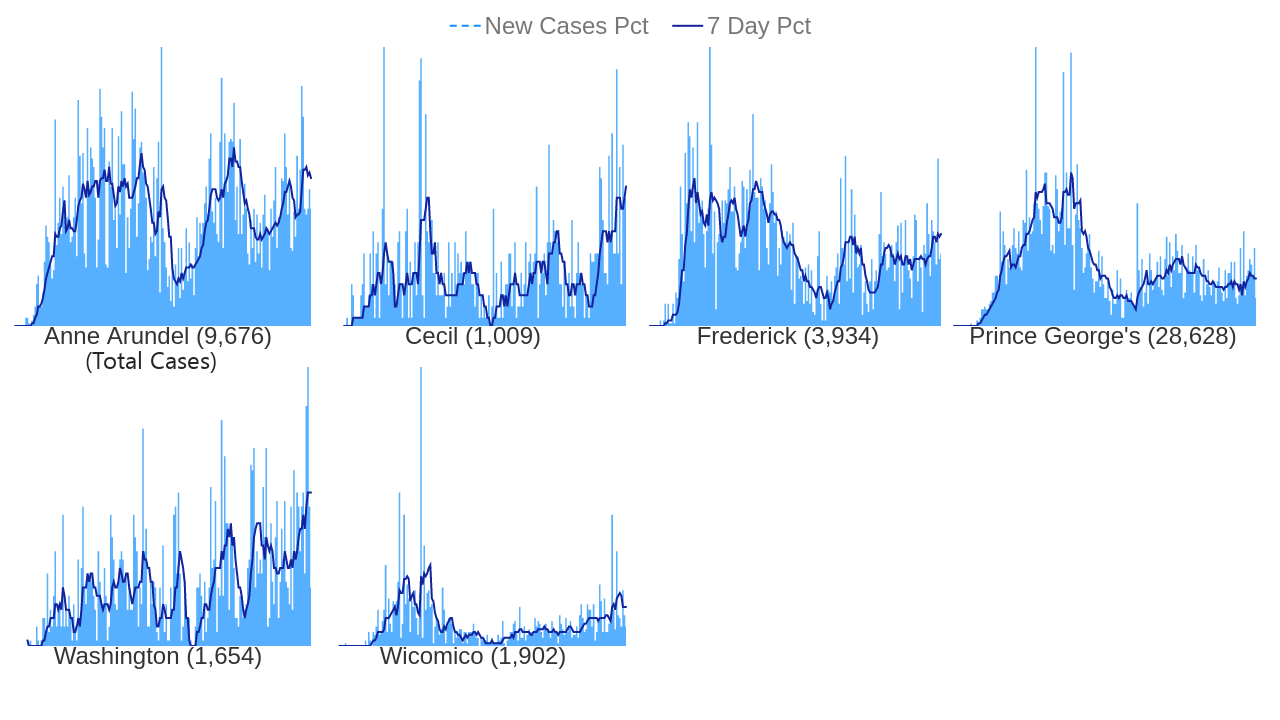 New Cases Pct 7 Day Pct
Anne Arundel (9,676)
(Total Cases)
Cecil (1,009)
Frederick (3,934)
Prince George's (28,628)
Washington (1,654)
Wicomico (1,902)